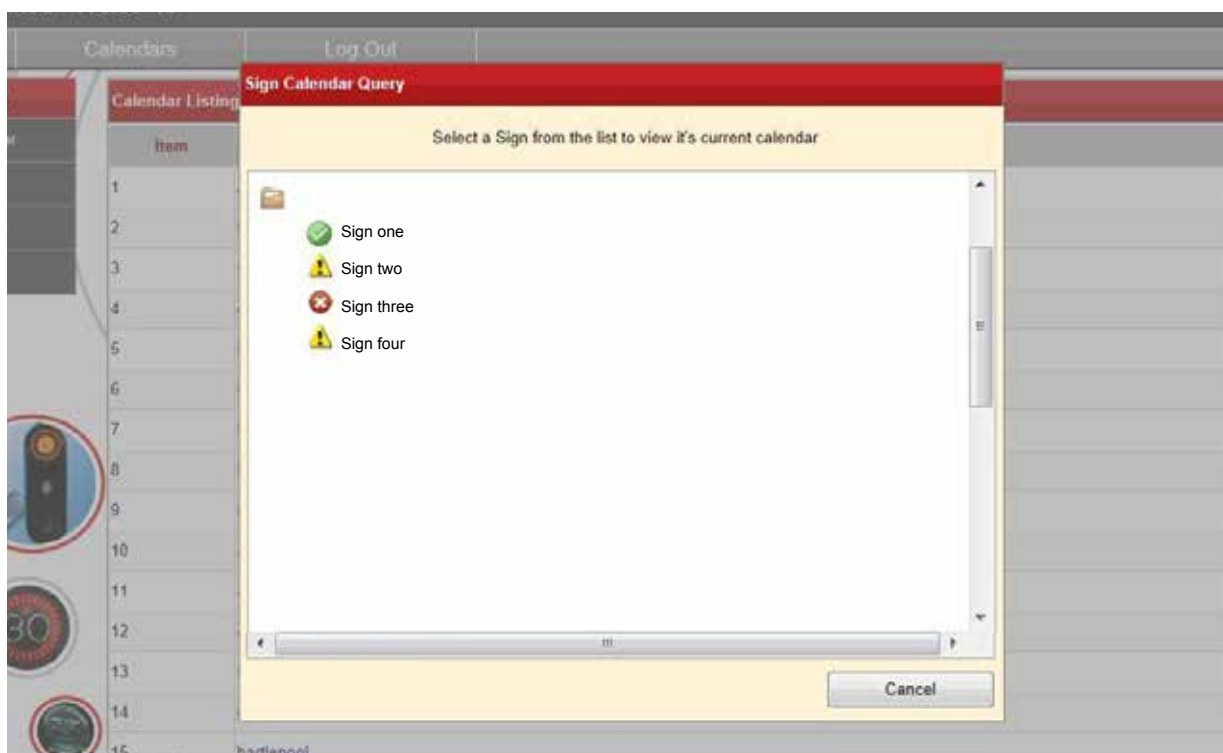 Calendars
Log Out
Sign Calendar Query
Calendar Listing
Select a Sign from the list to view it's current calendar
Item
1
2
3
4
5
6
7
8
9
10
11
12
13
14
15
Sign one
Sign two
Sign three
Sign four
30
Cancel
hartlepool